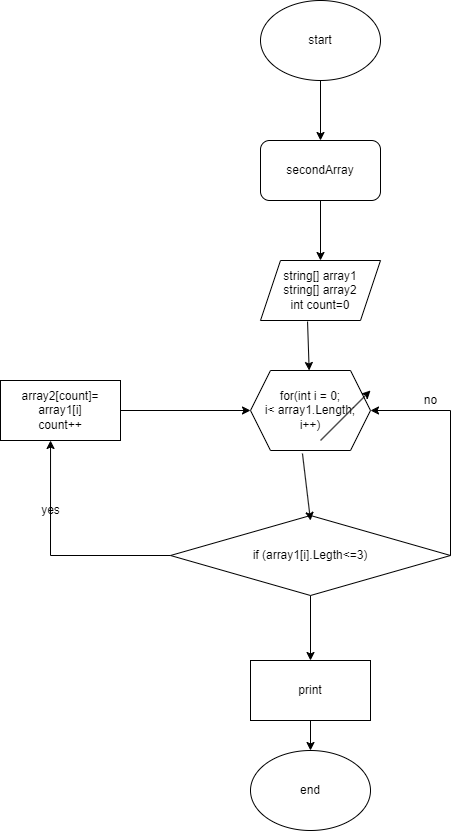 start
secondArray
string[] array1
string[] array2
int count=0
array2[count]=
array1[i]
count++
for(int i = 0;
i< array1.Length;
i++)
no
yes
if (array1[i].Legth<=3)
print
end